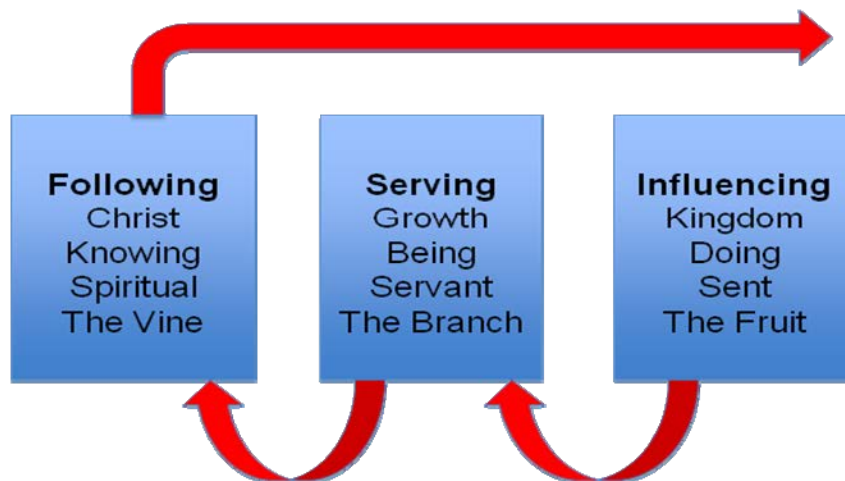 Following
Christ
Knowing
Spiritual
The Vine
Serving
Growth
Being
Servant
The Branch
Influencing
Kingdom
Doing
Sent
The Fruit